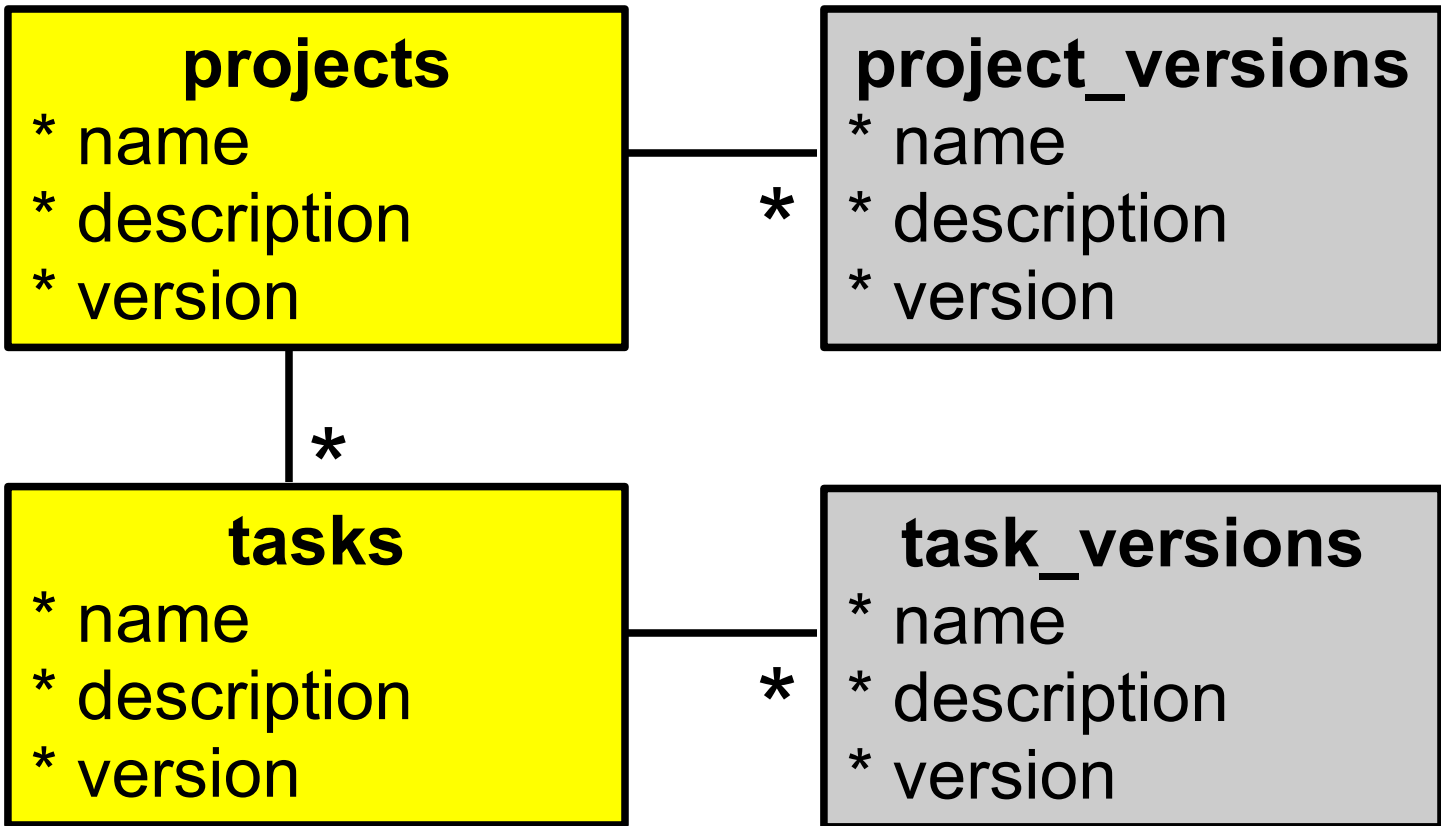 projects
* name
* description
* version
*
project_versions
* name
* description
* version
*
tasks
* name
* description
* version
*
task_versions
* name
* description
* version